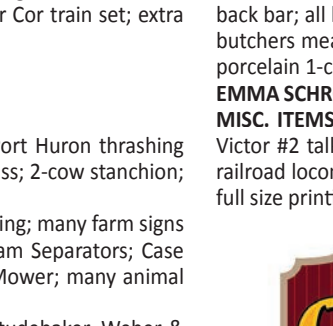 r Cor train set; extra
ort Huron thrashing
ss; 2-cow stanchion;
ing; many farm signs
am Separators; Case
Mower; many animal
back bar; all
butchers mea
porcelain 1-c
EMMA SCHR
MISC. ITEMS
Victor #2 tall
railroad locon
full size print